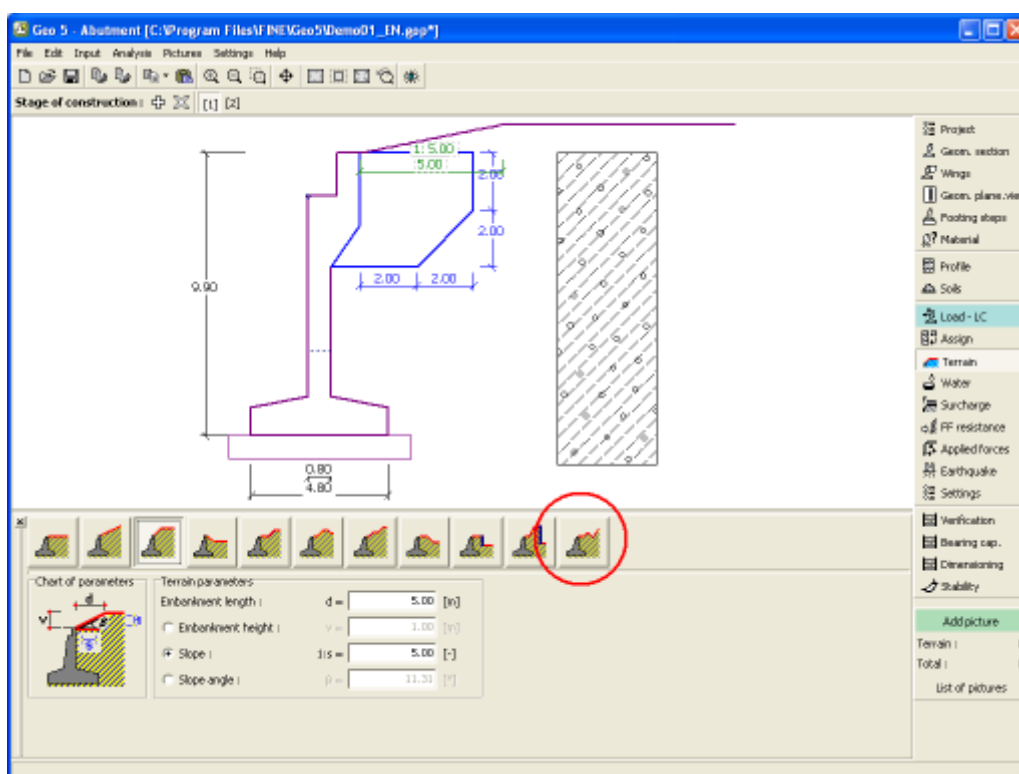 Geo 5 - Abutment [C:\Program Files\FINE\Geo5\Demo01_EN.gop*]
File Edit Input Analysis Pictures Settings Help
Stage of construction : [1] [2]
1: 5.00
5.00
2.00
2.00
2.00 2.00
9.90
0.80
4.80
Project
Geom. section
Wings
Geom. plane.vie
Footing steps
Material
Profile
Soils
Load - LC
Assign
Terrain
Water
Surcharge
FF resistance
Applied forces
Earthquake
Settings
Verification
Bearing cap.
Dimensioning
Stability
Add picture
Terrain :
Total :
List of pictures
Chart of parameters
d
v
Terrain parameters
Embankment length : d = 5.00 [m]
Embankment height : v = 1.00 [m]
Slope : 1:s = 5.00 [-]
Slope angle : β = 11.31 [°]